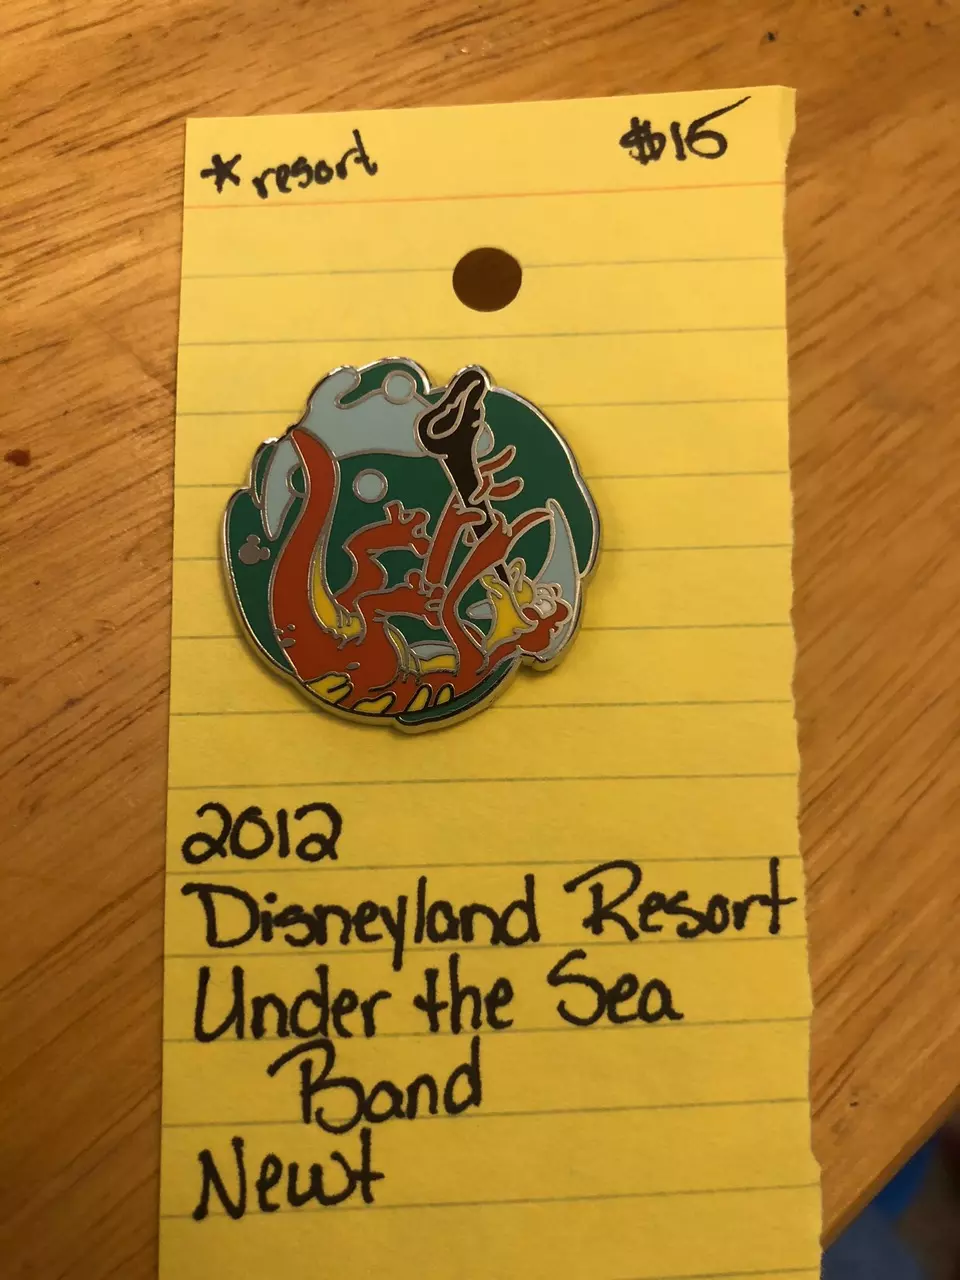 *resort
$15
2012
Disneyland Resort
Under the Sea
Band
Newt